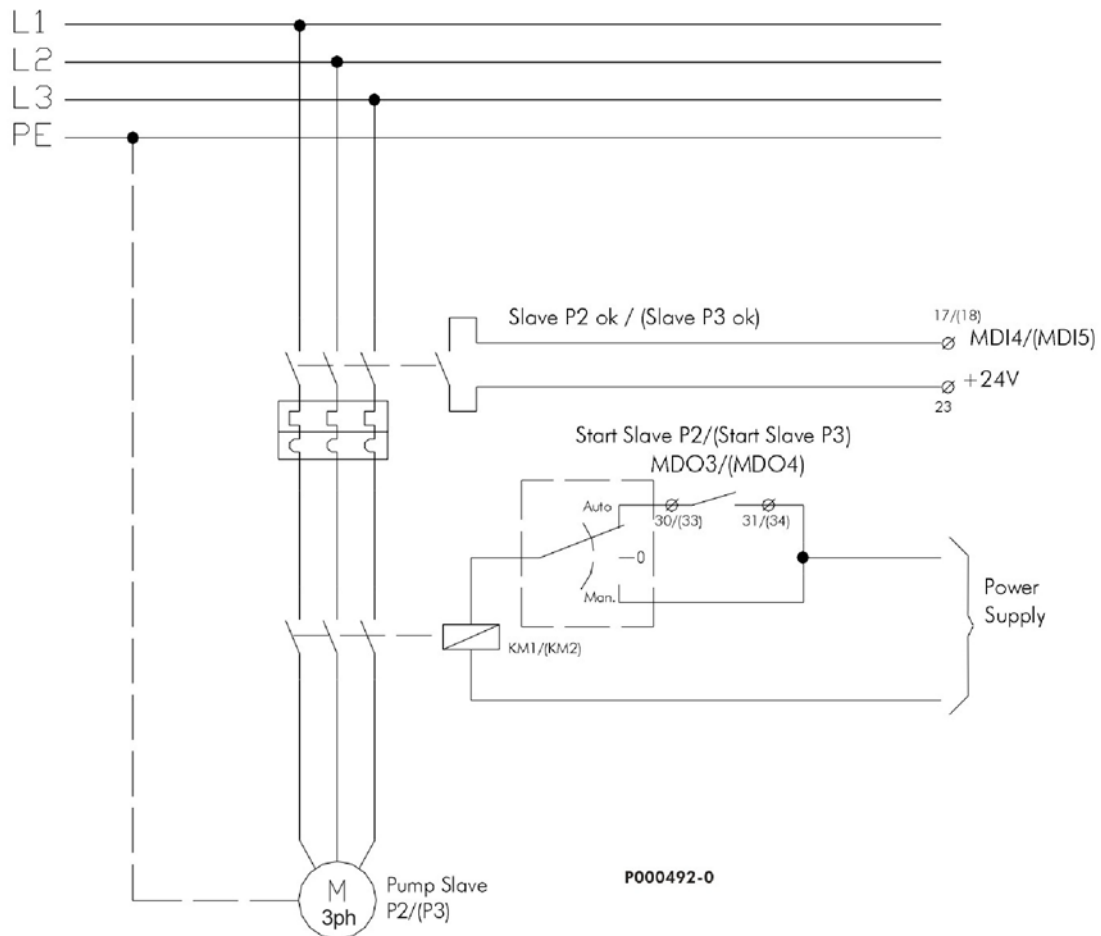 L1
L2
L3
PE
Slave P2 ok / (Slave P3 ok)
17/(18)
MDI4/(MDI5)
+24V
23
Start Slave P2/(Start Slave P3)
MDO3/(MDO4)
Auto
30/(33)
31/(34)
0
Man.
Power
Supply
KM1/(KM2)
M
3ph
Pump Slave
P2/(P3)
P000492-0